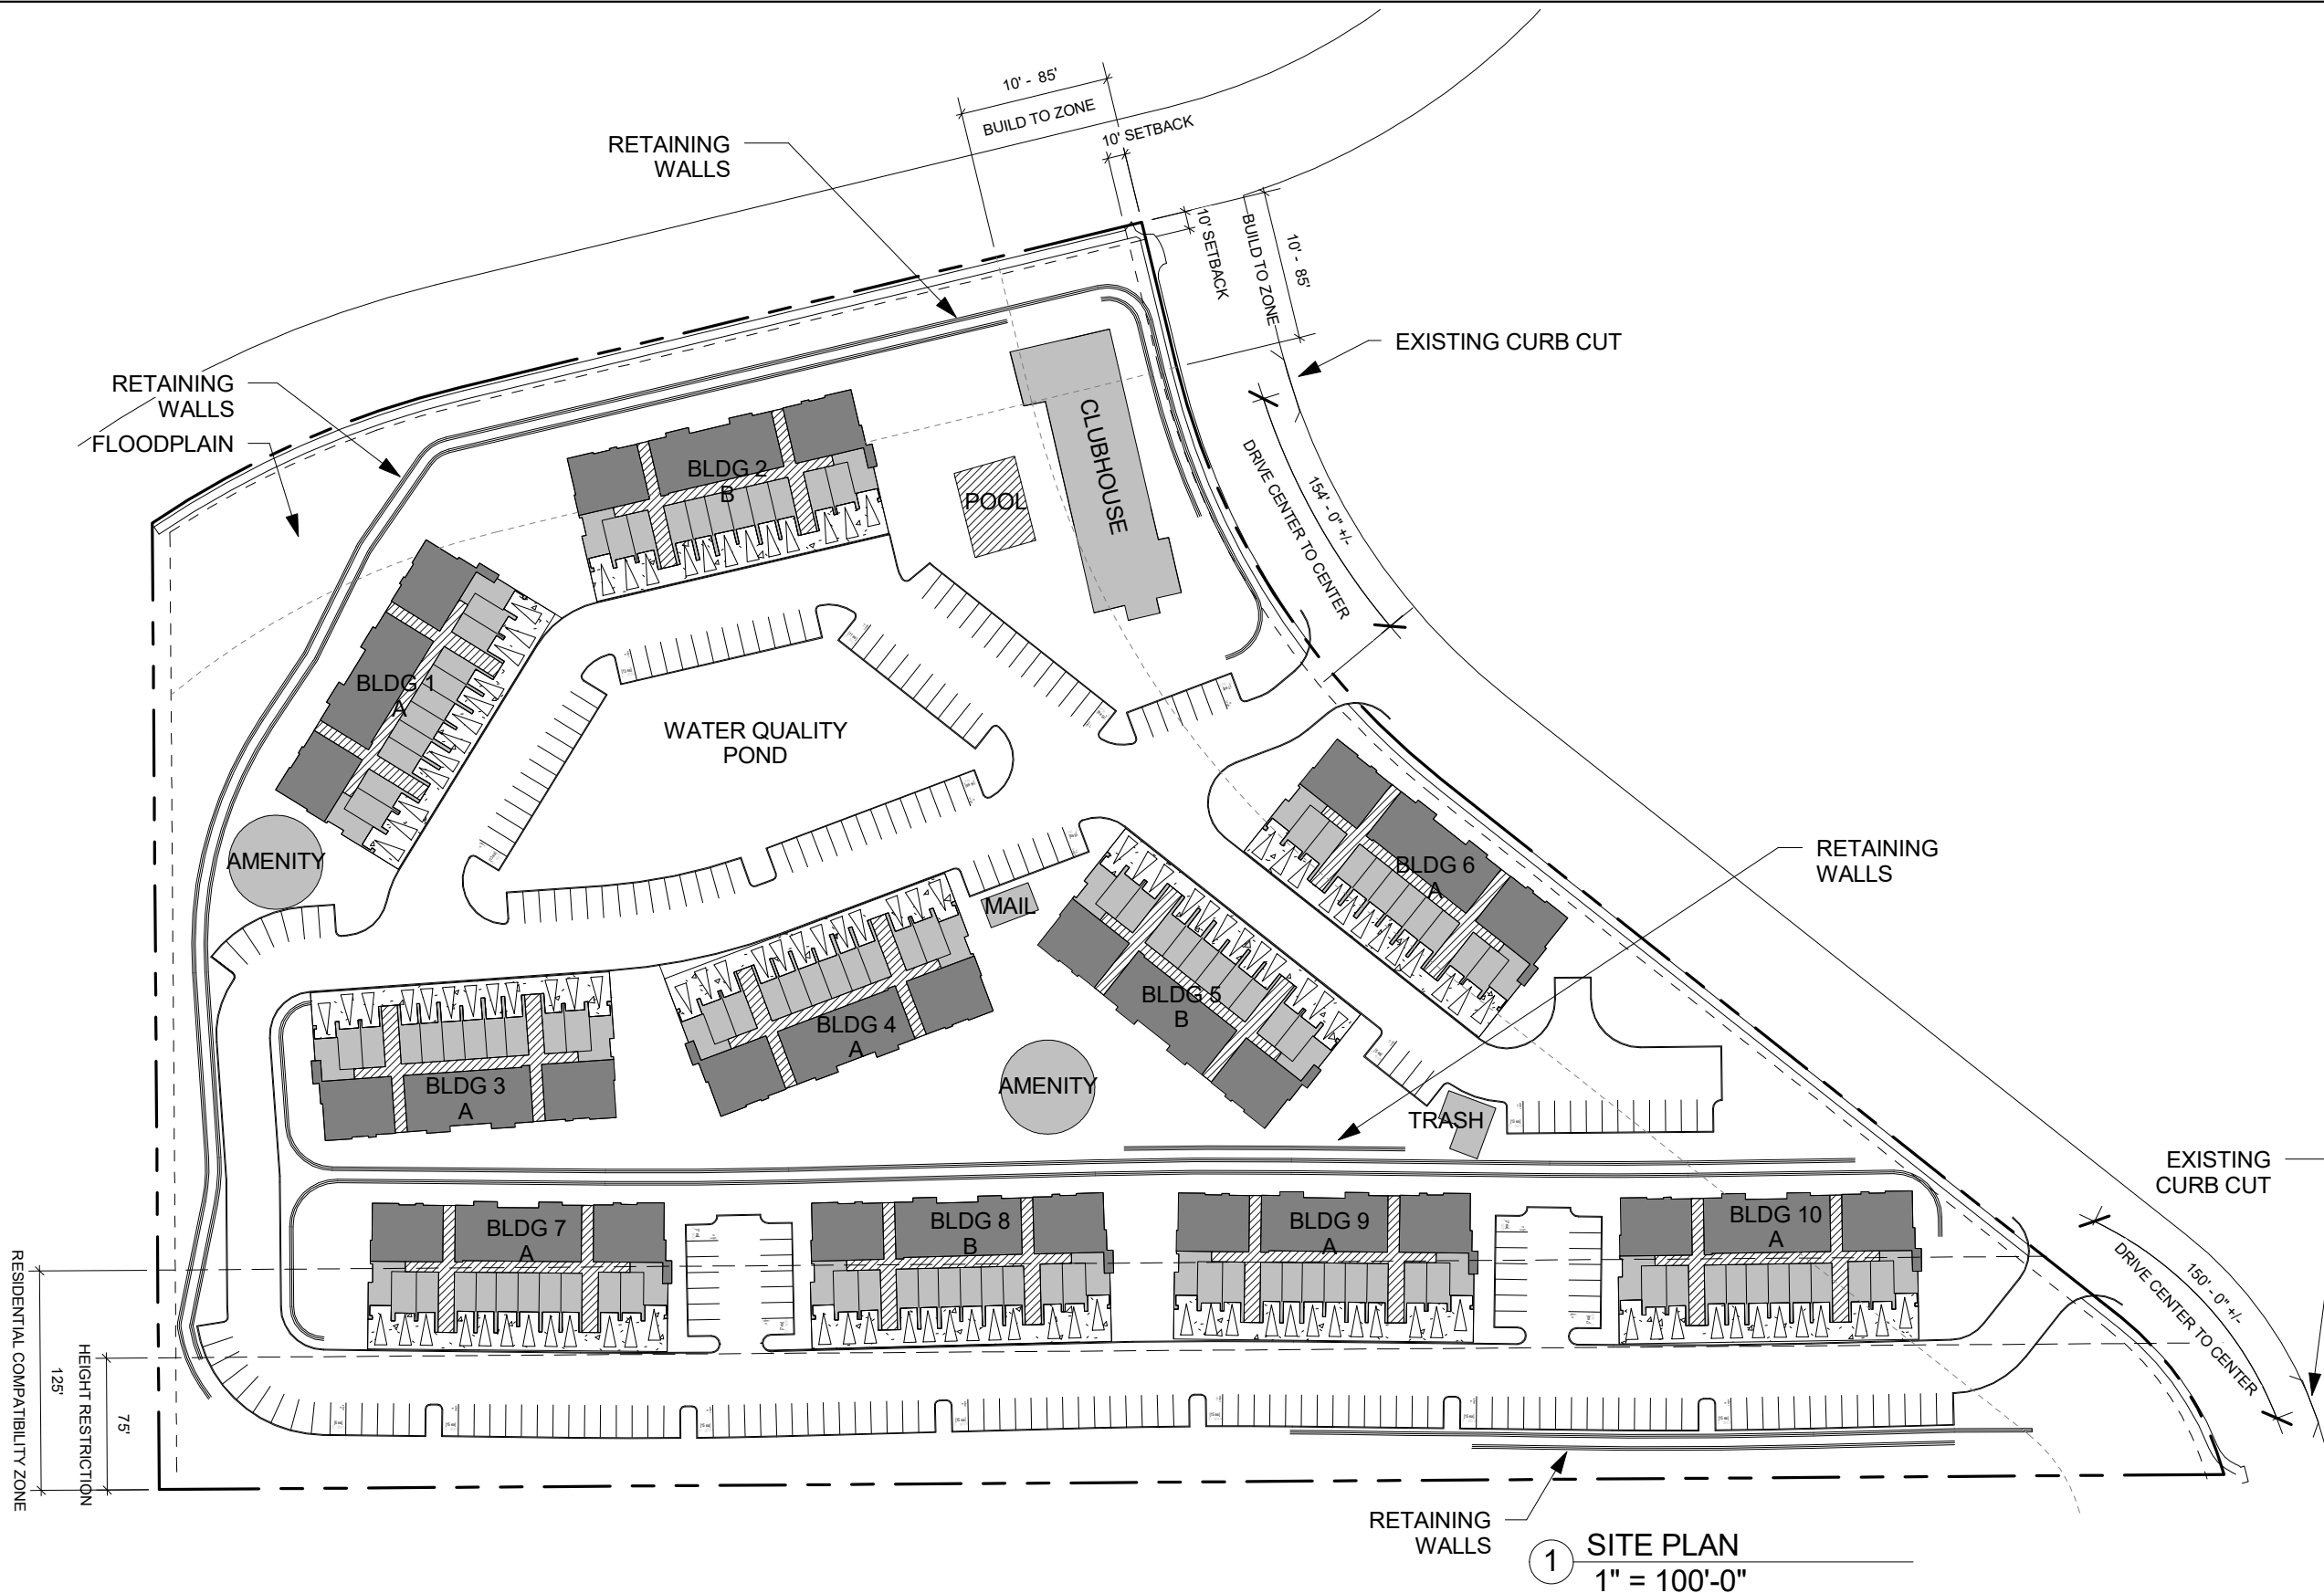 10' - 85'
BUILD TO ZONE
10' SETBACK
RETAINING
WALLS
10' SETBACK
BUILD TO ZONE
10' - 85'
EXISTING CURB CUT
RETAINING
WALLS
FLOODPLAIN
CLUBHOUSE
DRIVE CENTER TO CENTER
154' - 0" +/-
BLDG 2
B
POOL
BLDG 1
A
WATER QUALITY
POND
AMENITY
BLDG 6
A
RETAINING
WALLS
MAIL
BLDG 5
B
BLDG 4
A
BLDG 3
A
AMENITY
TRASH
EXISTING
CURB CUT
BLDG 7
A
BLDG 8
B
BLDG 9
A
BLDG 10
A
DRIVE CENTER TO CENTER
150' - 0" +/-
RESIDENTIAL COMPATIBILITY ZONE
125'
HEIGHT RESTRICTION
75'
RETAINING
WALLS
1
SITE PLAN
1" = 100'-0"